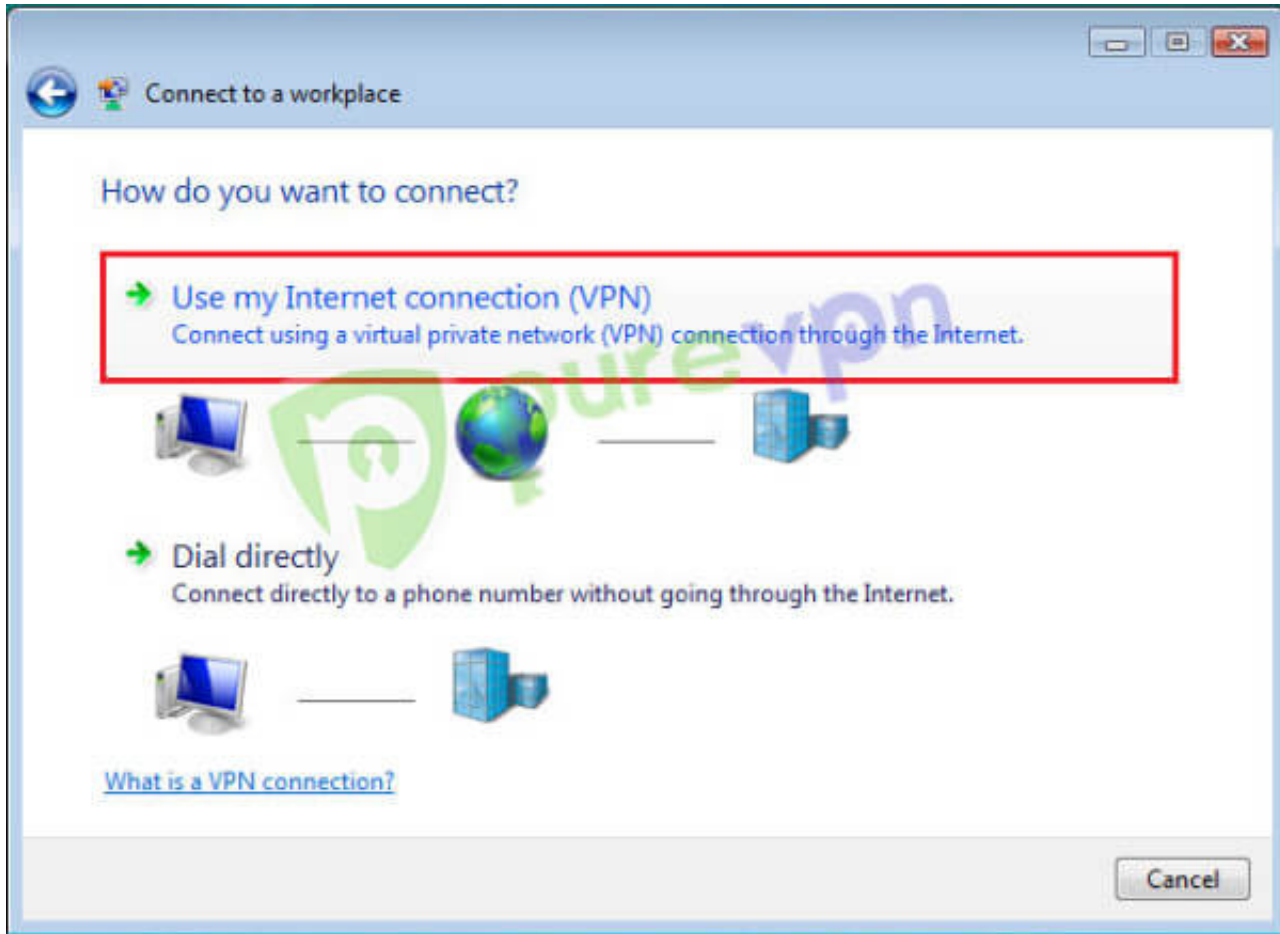 Connect to a workplace
How do you want to connect?
Use my Internet connection (VPN)
Connect using a virtual private network (VPN) connection through the Internet.
purevpn
Dial directly
Connect directly to a phone number without going through the Internet.
What is a VPN connection?
Cancel